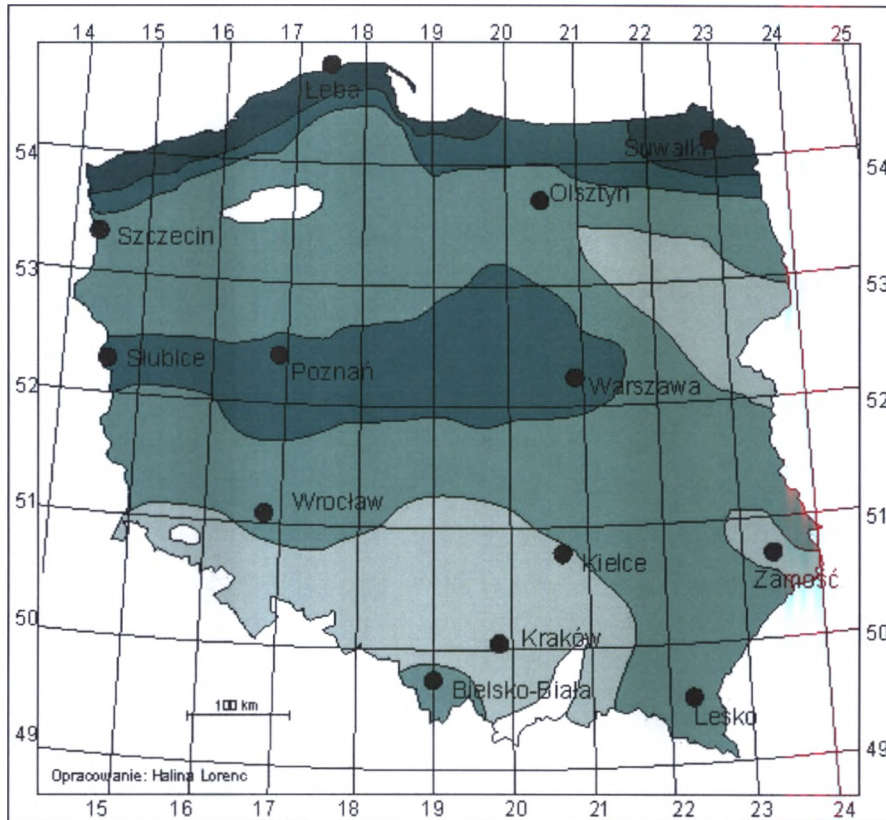 14 15 16 17 18 19 20 21 22 23 24 25
Łeba
54 Suwałki 54
Olsztyn
Szczecin
53 53
Słubice Poznań Warszawa
52 52
51 Wrocław 51
Kielce Zamość
50 Kraków 50
Bielsko-Biała Lesko
100 km
49 49
Opracowanie: Halina Lorenc
15 16 17 18 19 20 21 22 23 24